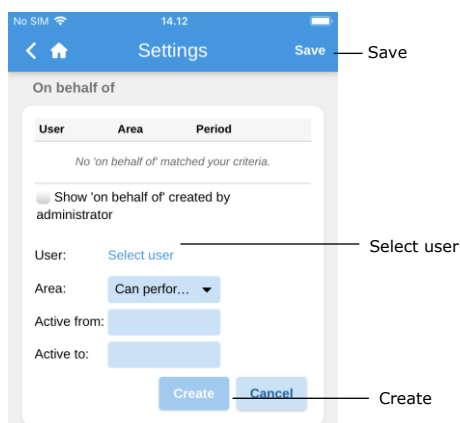 No SIM 14.12
Settings Save
Save
On behalf of
User Area Period
No 'on behalf of' matched your criteria.
Show 'on behalf of' created by
administrator
Select user
User: Select user
Area: Can perfor...
Active from:
Active to:
Create Cancel
Create